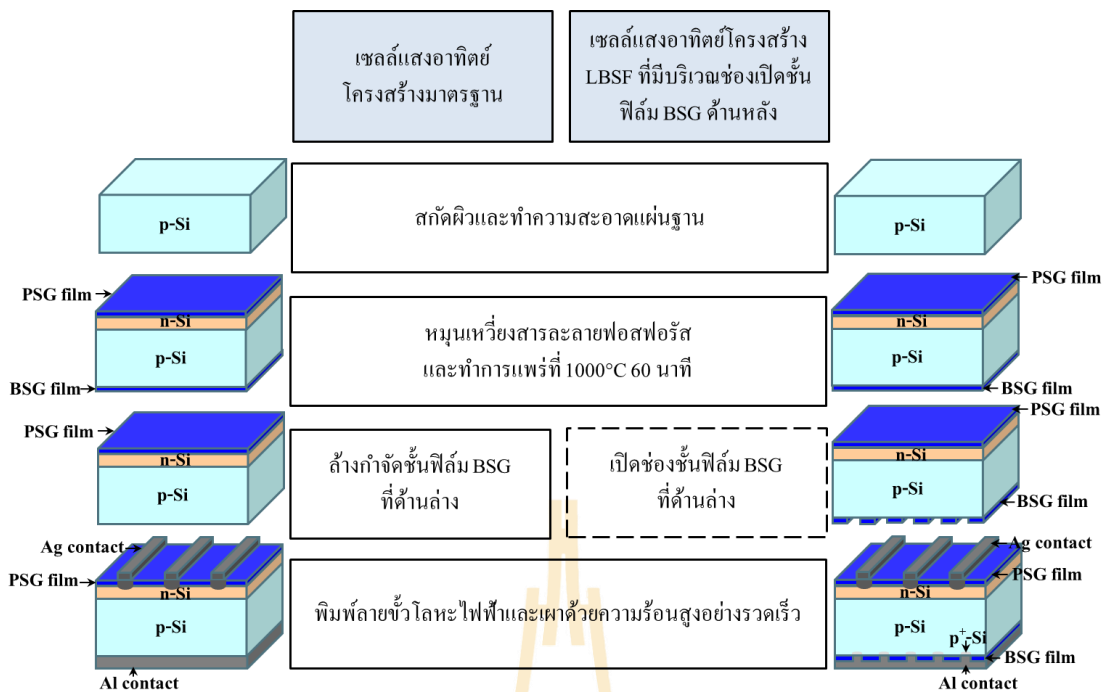 เซลล์แสงอาทิตย์
โครงสร้างมาตรฐาน
เซลล์แสงอาทิตย์โครงสร้าง
LBSF ที่มีบริเวณช่องเปิดชั้น
ฟิล์ม BSG ด้านหลัง
p-Si
สกัดผิวและทำความสะอาดแผ่นฐาน
p-Si
PSG film
n-Si
p-Si
BSG film
หมุนเหวี่ยงสารละลายฟอสฟอรัส
และทำการแพร่ที่ 1000°C 60 นาที
PSG film
n-Si
p-Si
BSG film
PSG film
n-Si
p-Si
ล้างกำจัดชั้นฟิล์ม BSG
ที่ด้านล่าง
เปิดช่องชั้นฟิล์ม BSG
ที่ด้านล่าง
PSG film
n-Si
p-Si
BSG film
Ag contact
PSG film
n-Si
p-Si
Al contact
พิมพ์ลายขั้วโลหะไฟฟ้าและเผาด้วยความร้อนสูงอย่างรวดเร็ว
Ag contact
PSG film
n-Si
p-Si
p⁺-Si
BSG film
Al contact